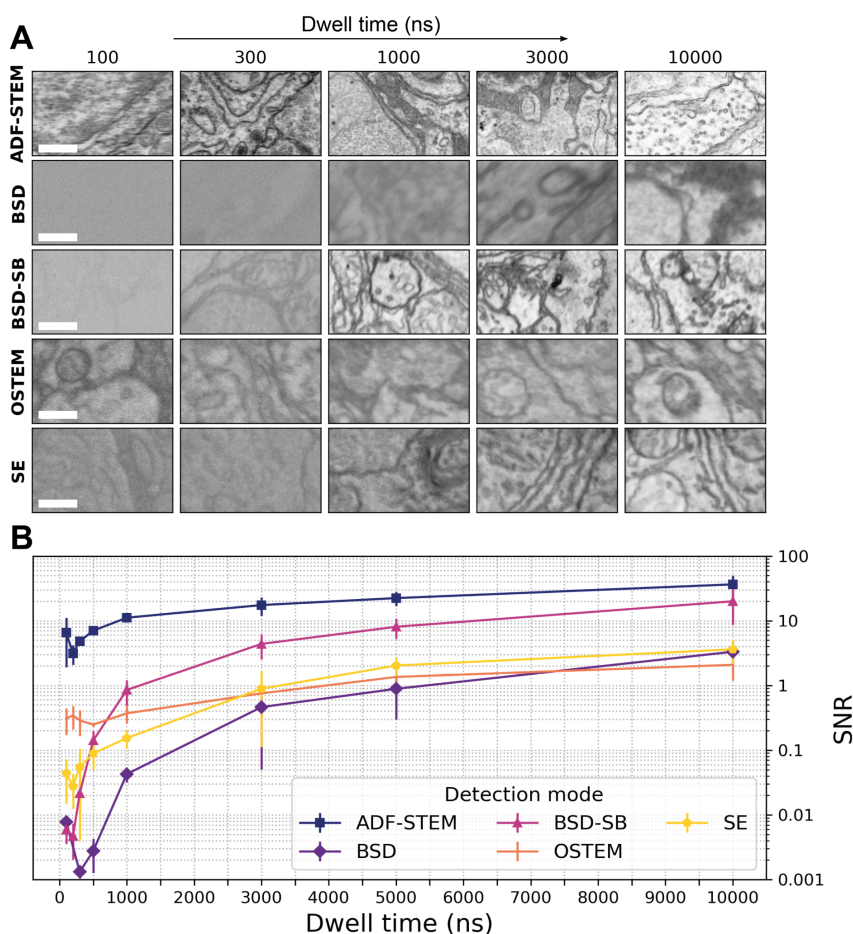 A
Dwell time (ns)
100 300 1000 3000 10000
ADF-STEM
BSD
BSD-SB
OSTEM
SE
B
100
10
1
0.1
0.01
0.001
SNR
Detection mode
ADF-STEM BSD-SB SE
BSD OSTEM
0 1000 2000 3000 4000 5000 6000 7000 8000 9000 10000
Dwell time (ns)